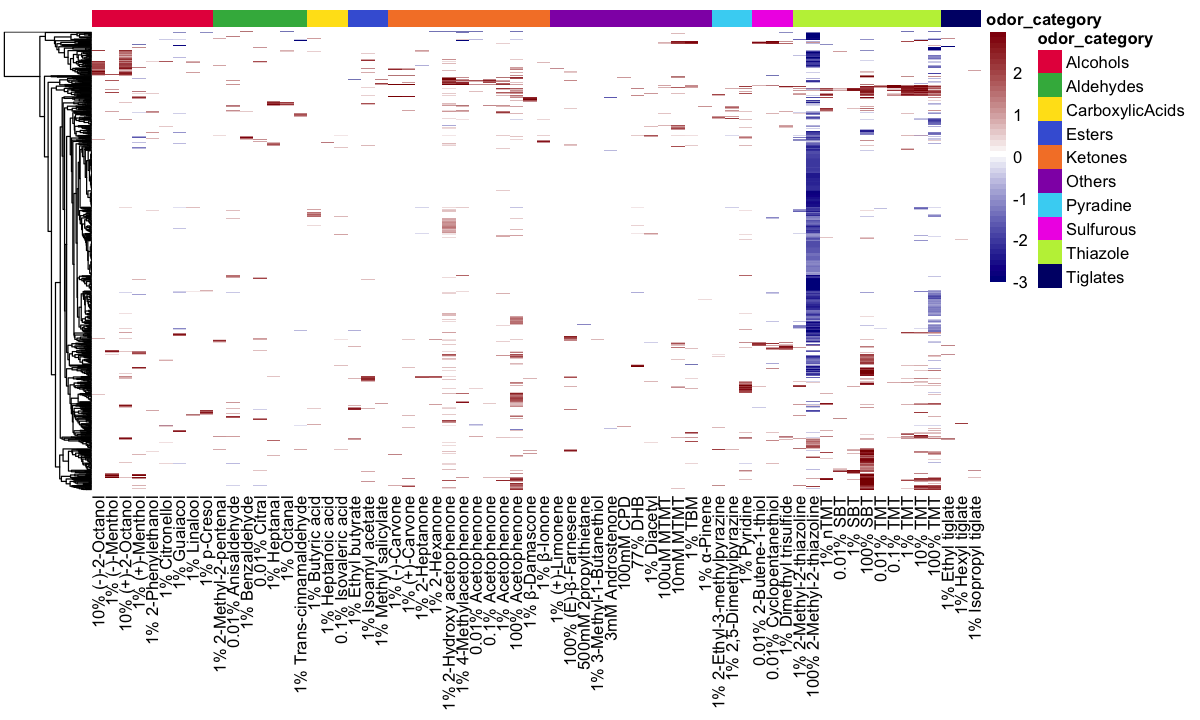 odor_category
odor_category
Alcohols
Aldehydes
CarboxylicAcids
Esters
Ketones
Others
Pyradine
Sulfurous
Thiazole
Tiglates
2
1
0
-1
-2
-3
10% (-)-2-Octanol
1% (-)-Menthol
10% (+)-2-Octano
1% (+)-Mentho
1% 2-Phenylethano
1% Citronello
1% Guaiaco
1% Linaloo
1% p-Creso
1% 2-Methyl-2-pentena
0.01% Anisaldehyde
1% Benzaldehyde
0.01% Citral
1% Heptanal
1% Octanal
1% Trans-cinnamaldehyde
1% Butyric acid
1% Heptanoic acid
0.1% Isovaleric acid
1% Ethyl butyrate
1% Isoamyl acetate
1% Methyl salicylate
1% (-)-Carvone
1% (+)-Carvone
1% 2-Heptanone
1% 2-Hexanone
1% 2-Hydroxy acetophenone
1% 4-Methylacetophenone
0.01% Acetophenone
0.1% Acetophenone
1% Acetophenone
100% Acetophenone
1% β-Damascone
1% β-Ionone
1% (+)-Limonene
100% (E)-β-Farnesene
500mM 2propylthietane
1% 3-Methyl-1-Butanethiol
3mM Androstenone
100mM CPD
77% DHB
1% Diacetyl
100uM MTMT
10mM MTMT
1% TBM
1% α-Pinene
1% 2-Ethyl-3-methylpyrazine
1% 2,5-Dimethylpyrazine
1% Pyridine
0.01% 2-Butene-1-thiol
0.01% Cyclopentanethiol
1% Dimethyl trisulfide
1% 2-Methyl-2-thiazoline
100% 2-Methyl-2-thiazoline
1% nTMT
0.01% SBT
1% SBT
100% SBT
0.01% TMT
0.1% TMT
1% TMT
10% TMT
100% TMT
1% Ethyl tiglate
1% Hexyl tiglate
1% Isopropyl tiglate